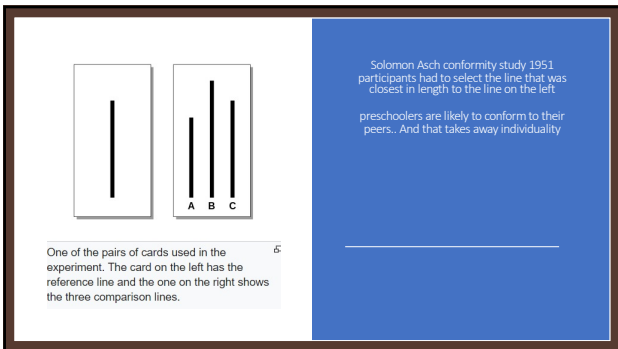 A B C
One of the pairs of cards used in the
experiment. The card on the left has the
reference line and the one on the right shows
the three comparison lines.
Solomon Asch conformity study 1951
participants had to select the line that was
closest in length to the line on the left
preschoolers are likely to conform to their
peers.. And that takes away individuality